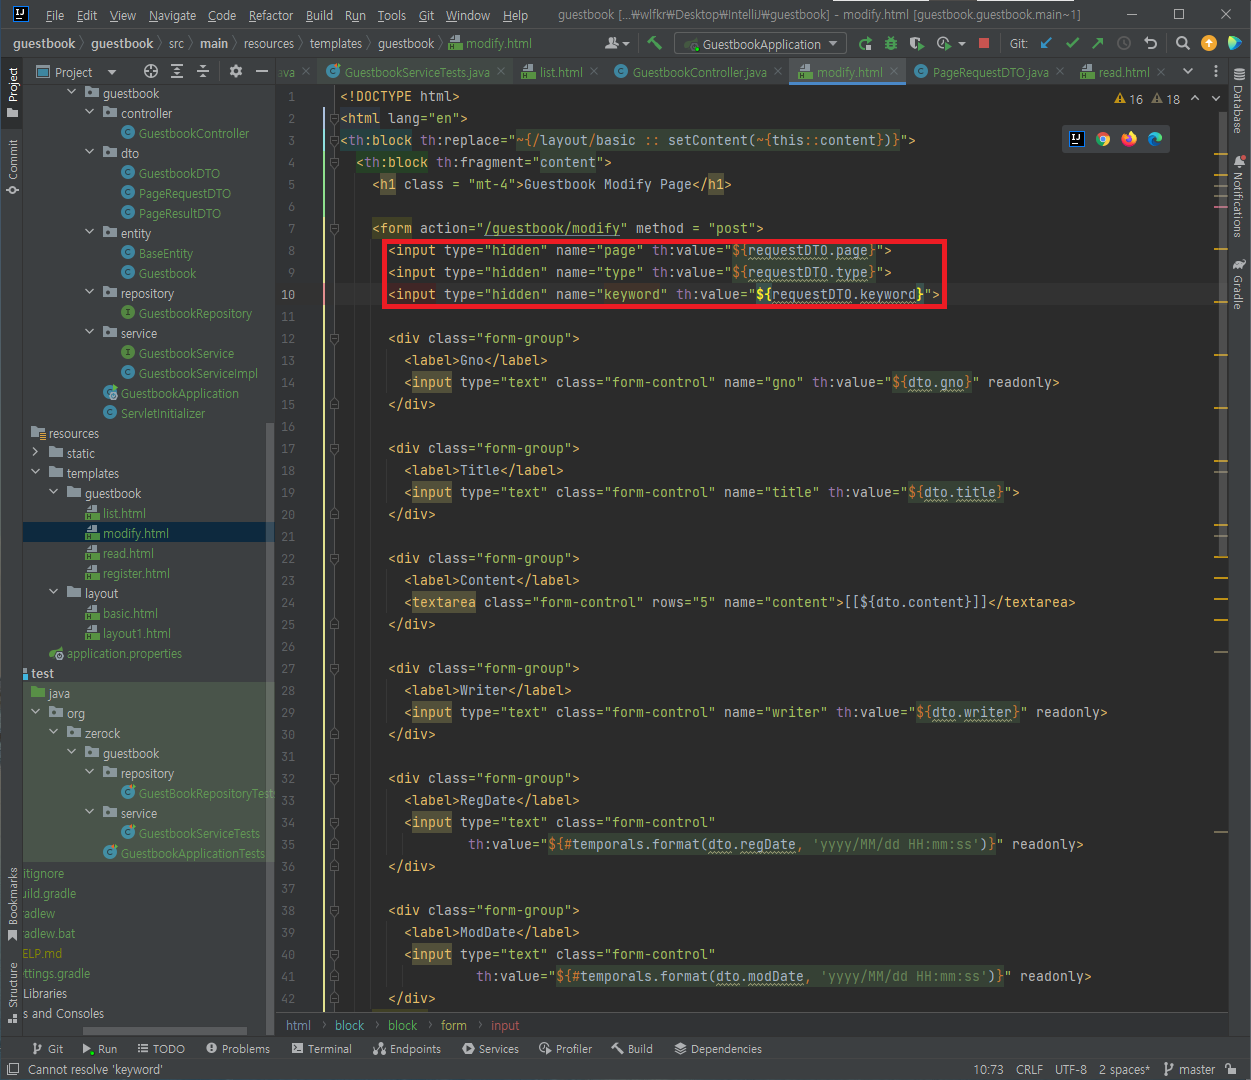 File Edit View Navigate Code Refactor Build Run Tools Git Window Help guestbook [...₩wlfkr₩Desktop₩IntelliJ₩guestbook] - modify.html [guestbook.guestbook.main~1]
guestbook guestbook src main resources templates guestbook modify.html GuestbookApplication Git:
Project ava GuestbookServiceTests.java list.html GuestbookController.java modify.html PageRequestDTO.java read.html
Project
Commit
Bookmarks
Structure
guestbook
controller
GuestbookController
dto
GuestbookDTO
PageRequestDTO
PageResultDTO
entity
BaseEntity
Guestbook
repository
GuestbookRepository
service
GuestbookService
GuestbookServiceImpl
GuestbookApplication
ServletInitializer
resources
static
templates
guestbook
list.html
modify.html
read.html
register.html
layout
basic.html
layout1.html
application.properties
test
java
org
zerock
guestbook
repository
GuestBookRepositoryTests
service
GuestbookServiceTests
GuestbookApplicationTests
itignore
uild.gradle
radlew
radlew.bat
ELP.md
ettings.gradle
Libraries
s and Consoles
16 18
1 <!DOCTYPE html>
2 <html lang="en">
3 <th:block th:replace="~{/layout/basic :: setContent(~{this::content})}">
4 <th:block th:fragment="content">
5 <h1 class = "mt-4">Guestbook Modify Page</h1>
6
7 <form action="/guestbook/modify" method = "post">
8 <input type="hidden" name="page" th:value="${requestDTO.page}">
9 <input type="hidden" name="type" th:value="${requestDTO.type}">
10 <input type="hidden" name="keyword" th:value="${requestDTO.keyword}">
11
12 <div class="form-group">
13 <label>Gno</label>
14 <input type="text" class="form-control" name="gno" th:value="${dto.gno}" readonly>
15 </div>
16
17 <div class="form-group">
18 <label>Title</label>
19 <input type="text" class="form-control" name="title" th:value="${dto.title}">
20 </div>
21
22 <div class="form-group">
23 <label>Content</label>
24 <textarea class="form-control" rows="5" name="content">[[${dto.content}]]</textarea>
25 </div>
26
27 <div class="form-group">
28 <label>Writer</label>
29 <input type="text" class="form-control" name="writer" th:value="${dto.writer}" readonly>
30 </div>
31
32 <div class="form-group">
33 <label>RegDate</label>
34 <input type="text" class="form-control"
35 th:value="${#temporals.format(dto.regDate, 'yyyy/MM/dd HH:mm:ss')}" readonly>
36 </div>
37
38 <div class="form-group">
39 <label>ModDate</label>
40 <input type="text" class="form-control"
41 th:value="${#temporals.format(dto.modDate, 'yyyy/MM/dd HH:mm:ss')}" readonly>
42 </div>
Database
Notifications
Gradle
html block block form input
Git Run TODO Problems Terminal Endpoints Services Profiler Build Dependencies
Cannot resolve 'keyword' 10:73 CRLF UTF-8 2 spaces* master